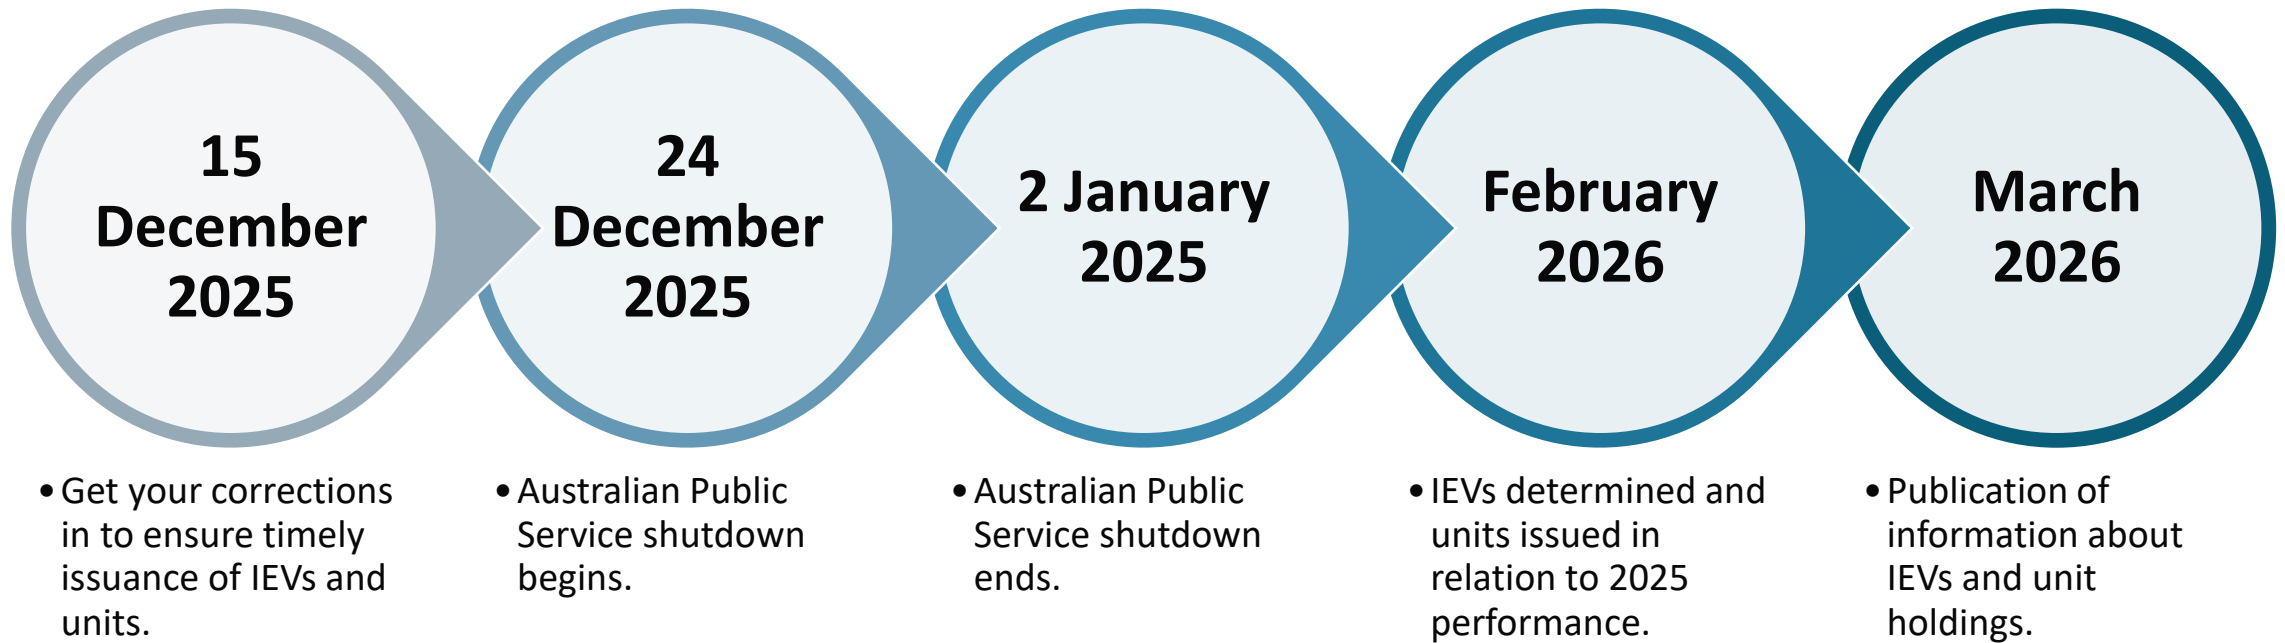 15
December
2025
24
December
2025
2 January
2025
February
2026
March
2026
•Get your corrections
in to ensure timely
issuance of IEVs and
units.
•Australian Public
Service shutdown
begins.
•Australian Public
Service shutdown
ends.
•IEVs determined and
units issued in
relation to 2025
performance.
•Publication of
information about
IEVs and unit
holdings.